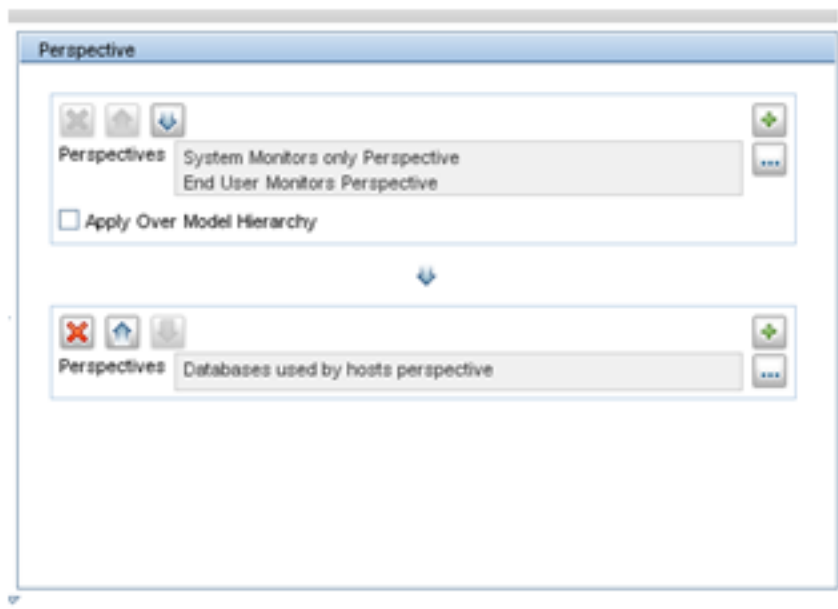 Perspective
Perspectives
System Monitors only Perspective
End User Monitors Perspective
Apply Over Model Hierarchy
Perspectives
Databases used by hosts perspective